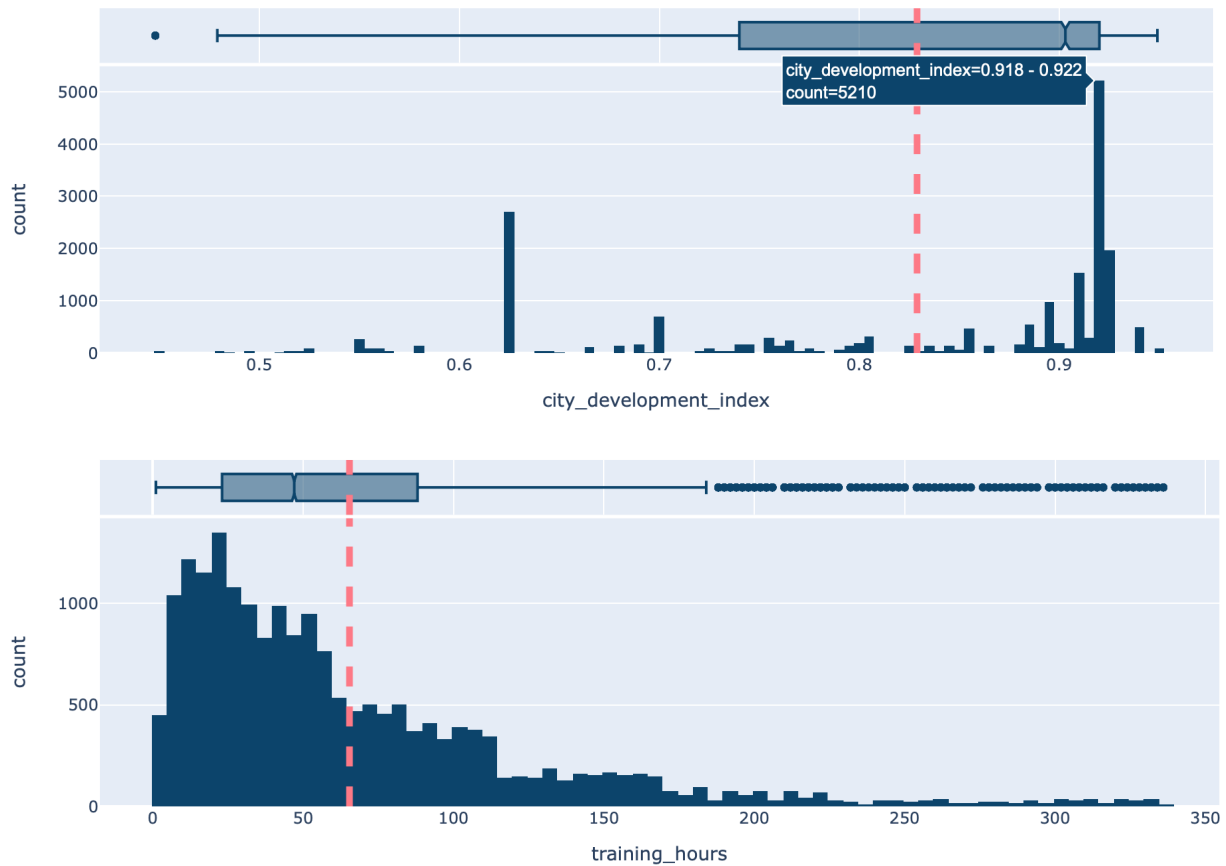 city_development_index=0.918 - 0.922
count=5210
5000
4000
3000
2000
1000
0
count
0.5 0.6 0.7 0.8 0.9
city_development_index
1000
500
0
count
0 50 100 150 200 250 300 350
training_hours